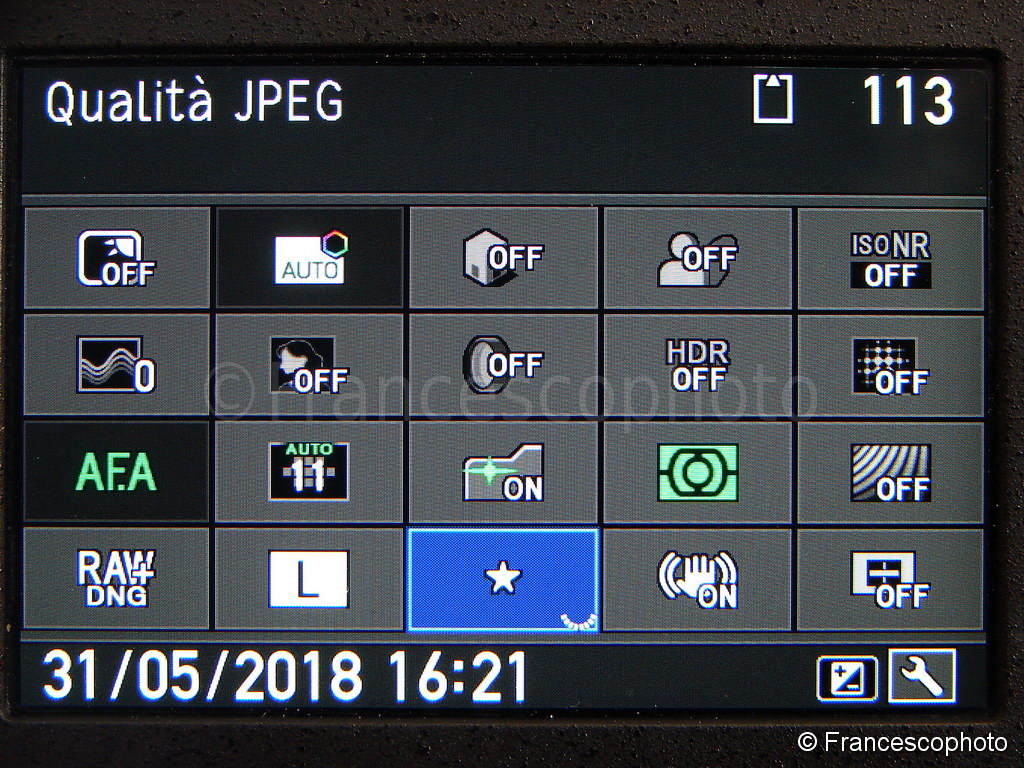 Qualità JPEG 113
OFF AUTO OFF OFF ISO NR OFF
0 OFF OFF HDR OFF OFF
©Francescophoto
AF.A AUTO 11 ON OFF
RAW+ DNG L ON OFF
31/05/2018 16:21
© Francescophoto